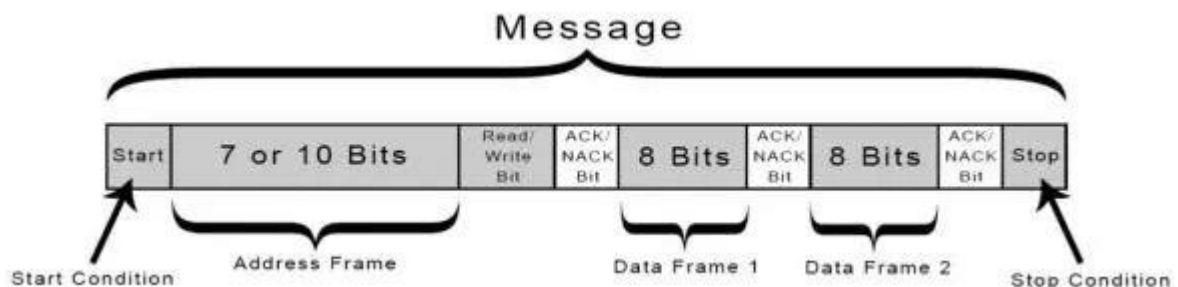 Message
Start
7 or 10 Bits
Read/
Write
Bit
ACK/
NACK
Bit
8 Bits
ACK/
NACK
Bit
8 Bits
ACK/
NACK
Bit
Stop
Start Condition
Address Frame
Data Frame 1
Data Frame 2
Stop Condition